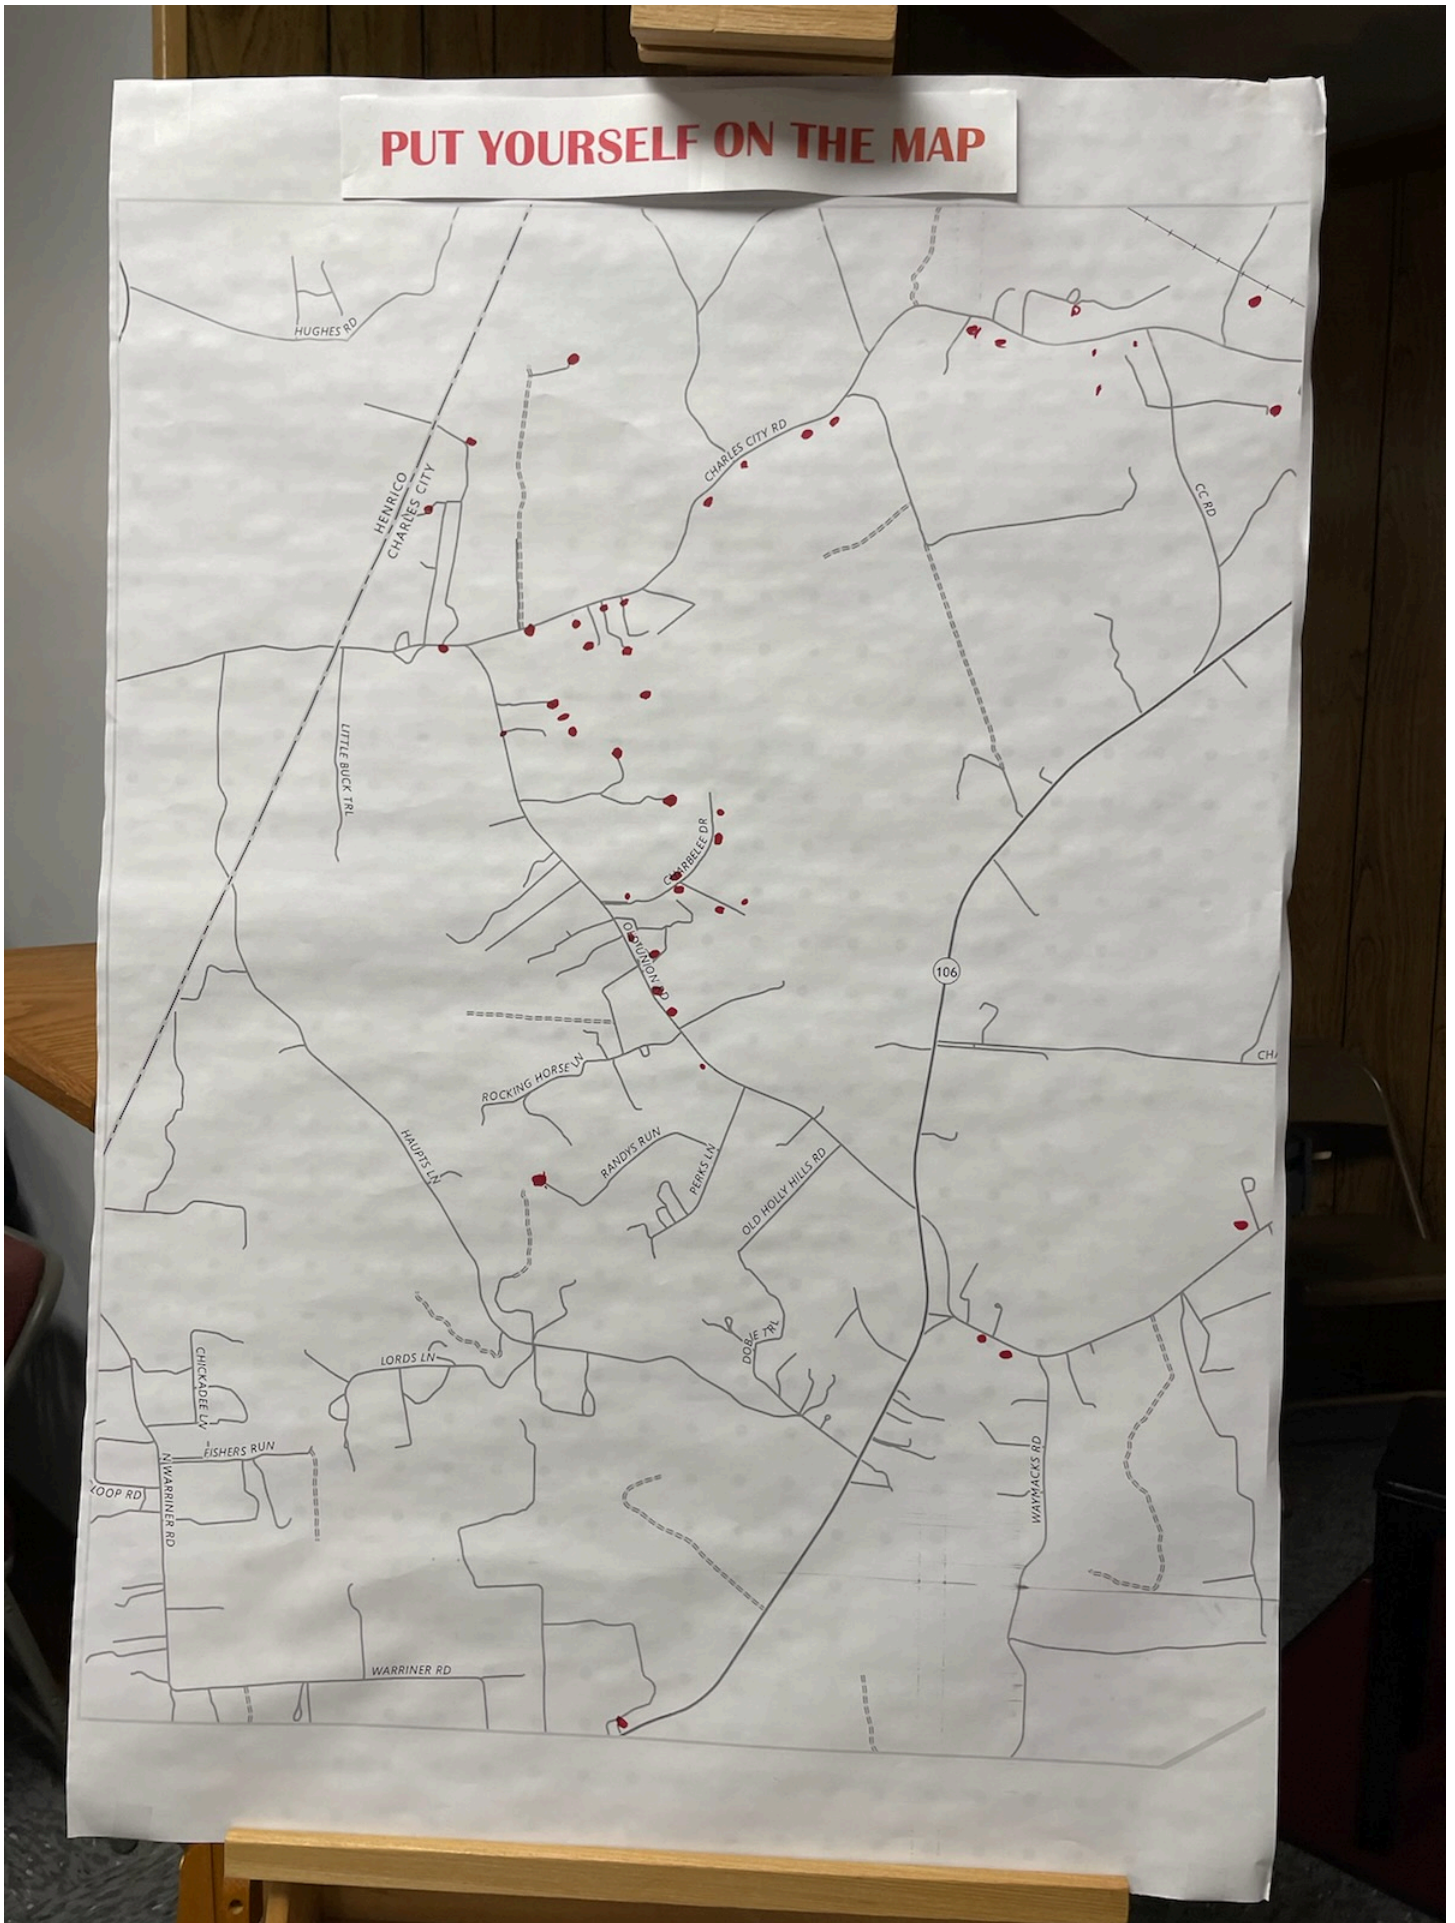 PUT YOURSELF ON THE MAP
HUGHES RD
CHARLES CITY RD
HENRICO
CHARLES CITY
CC RD
LITTLE BUCK TRL
CHARBELEE DR
OLD UNION RD
106
ROCKING HORSE LN
HAUPTS LN
RANDYS RUN
PERKS LN
OLD HOLLY HILLS RD
DOBIE TRL
LORDS LN
CHICKADEE LN
FISHERS RUN
LOOP RD
N WARRINER RD
WAYMACKS RD
WARRINER RD